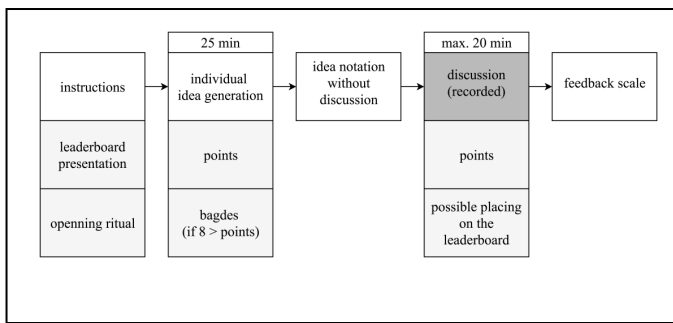 25 min
max. 20 min
instructions
individual
idea generation
idea notation
without
discussion
discussion
(recorded)
feedback scale
leaderboard
presentation
points
points
openning ritual
bagdes
(if 8 > points)
possible placing
on the
leaderboard